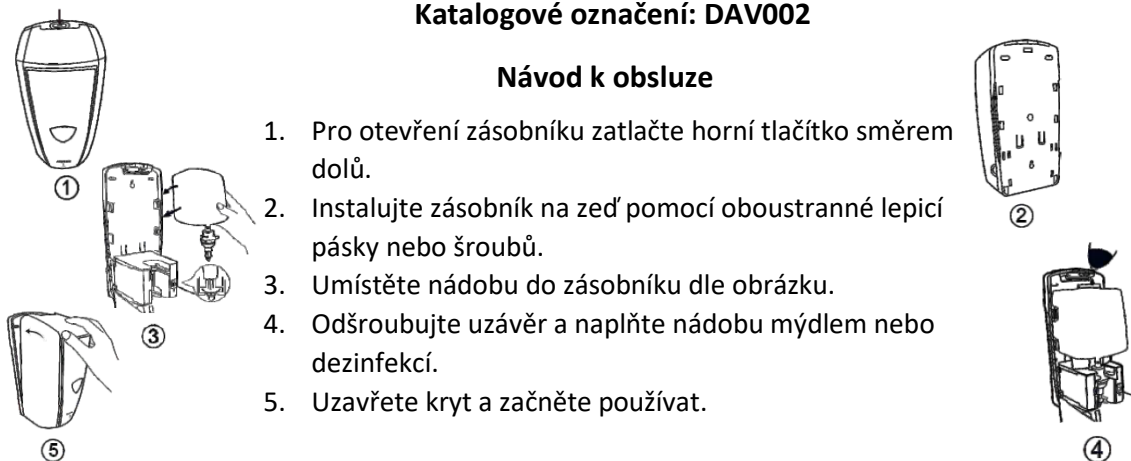 Katalogové označení: DAV002
Návod k obsluze
1. Pro otevření zásobníku zatlačte horní tlačítko směrem
dolů.
2. Instalujte zásobník na zeď pomocí oboustranné lepicí
pásky nebo šroubů.
3. Umístěte nádobu do zásobníku dle obrázku.
4. Odšroubujte uzávěr a naplňte nádobu mýdlem nebo
dezinfekcí.
5. Uzavřete kryt a začněte používat.
①
②
③
④
⑤